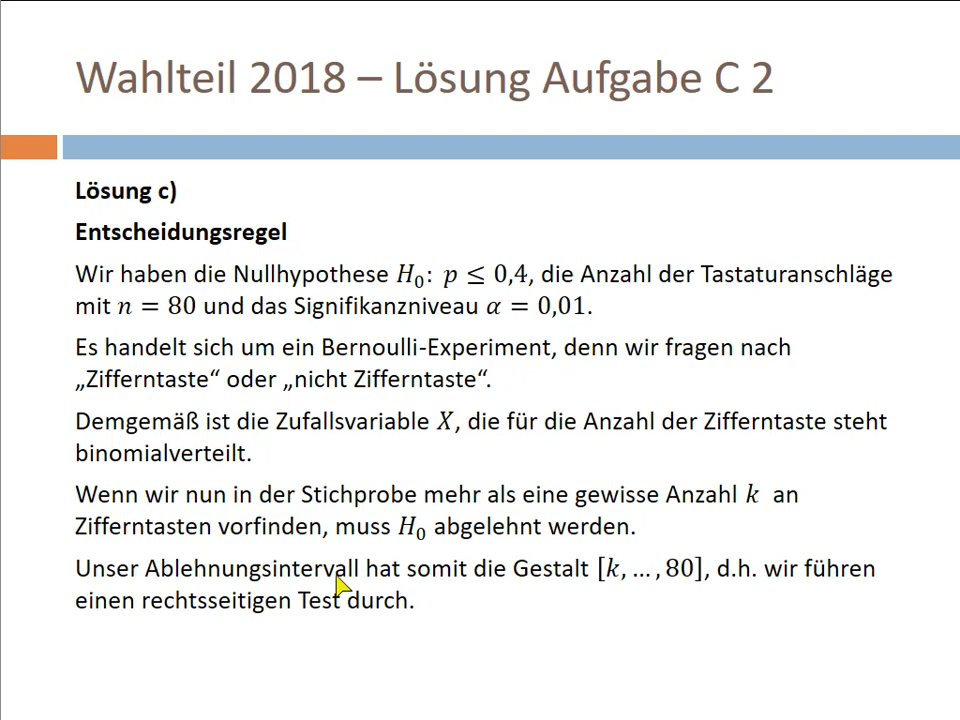 Wahlteil 2018 – Lösung Aufgabe C 2
Lösung c)
Entscheidungsregel
Wir haben die Nullhypothese H₀: p ≤ 0,4, die Anzahl der Tastaturanschläge
mit n = 80 und das Signifikanzniveau α = 0,01.
Es handelt sich um ein Bernoulli-Experiment, denn wir fragen nach
„Zifferntaste“ oder „nicht Zifferntaste“.
Demgemäß ist die Zufallsvariable X, die für die Anzahl der Zifferntaste steht
binomialverteilt.
Wenn wir nun in der Stichprobe mehr als eine gewisse Anzahl k an
Zifferntasten vorfinden, muss H₀ abgelehnt werden.
Unser Ablehnungsintervall hat somit die Gestalt [k, … , 80], d.h. wir führen
einen rechtsseitigen Test durch.